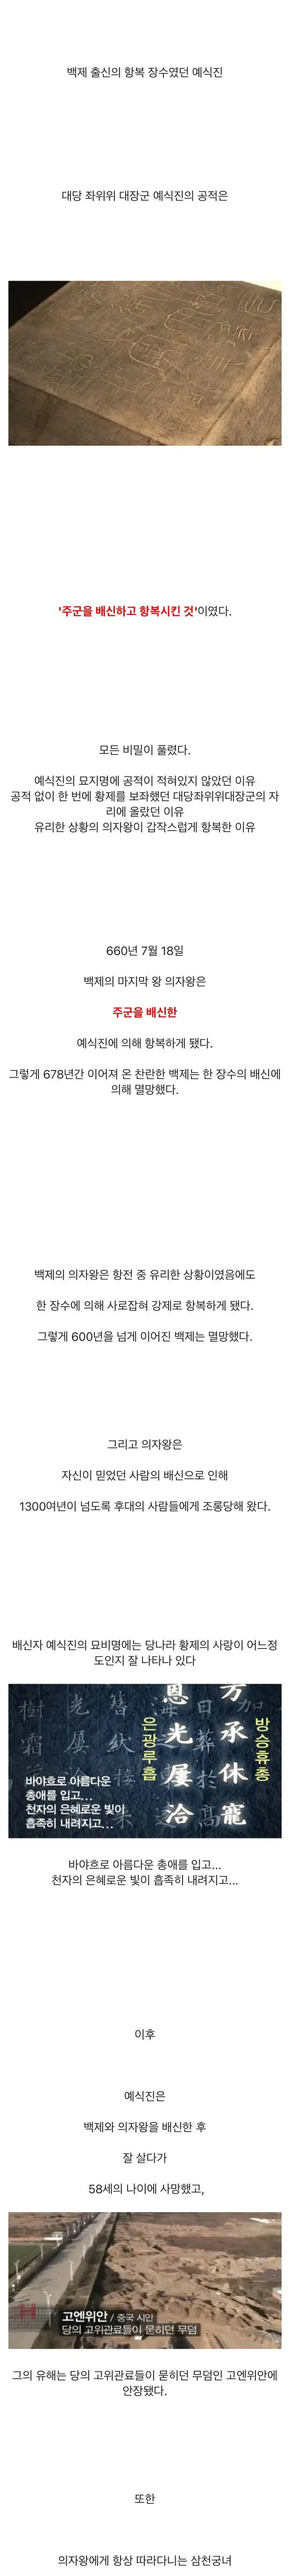 백제 출신의 항복 장수였던 예식진
대당 좌위위 대장군 예식진의 공적은
'주군을 배신하고 항복시킨 것'이였다.
모든 비밀이 풀렸다.
예식진의 묘지명에 공적이 적혀있지 않았던 이유
공적 없이 한 번에 황제를 보좌했던 대당좌위위대장군의 자
리에 올랐던 이유
유리한 상황의 의자왕이 갑작스럽게 항복한 이유
660년 7월 18일
백제의 마지막 왕 의자왕은
주군을 배신한
예식진에 의해 항복하게 됐다.
그렇게 678년간 이어져 온 찬란한 백제는 한 장수의 배신에
의해 멸망했다.
백제의 의자왕은 항전 중 유리한 상황이였음에도
한 장수에 의해 사로잡혀 강제로 항복하게 됐다.
그렇게 600년을 넘게 이어진 백제는 멸망했다.
그리고 의자왕은
자신이 믿었던 사람의 배신으로 인해
1300여년이 넘도록 후대의 사람들에게 조롱당해 왔다.
배신자 예식진의 묘비명에는 당나라 황제의 사랑이 어느정
도인지 잘 나타나 있다
방승휴총
芳承休寵
은광루흡
恩光屢洽
바야흐로 아름다운
총애를 입고...
천자의 은혜로운 빛이
흡족히 내려지고...
바야흐로 아름다운 총애를 입고...
천자의 은혜로운 빛이 흡족히 내려지고...
이후
예식진은
백제와 의자왕을 배신한 후
잘 살다가
58세의 나이에 사망했고,
고엔위안 / 중국 시안
당의 고위관료들이 묻히던 무덤
그의 유해는 당의 고위관료들이 묻히던 무덤인 고엔위안에
안장됐다.
또한
의자왕에게 항상 따라다니는 삼천궁녀